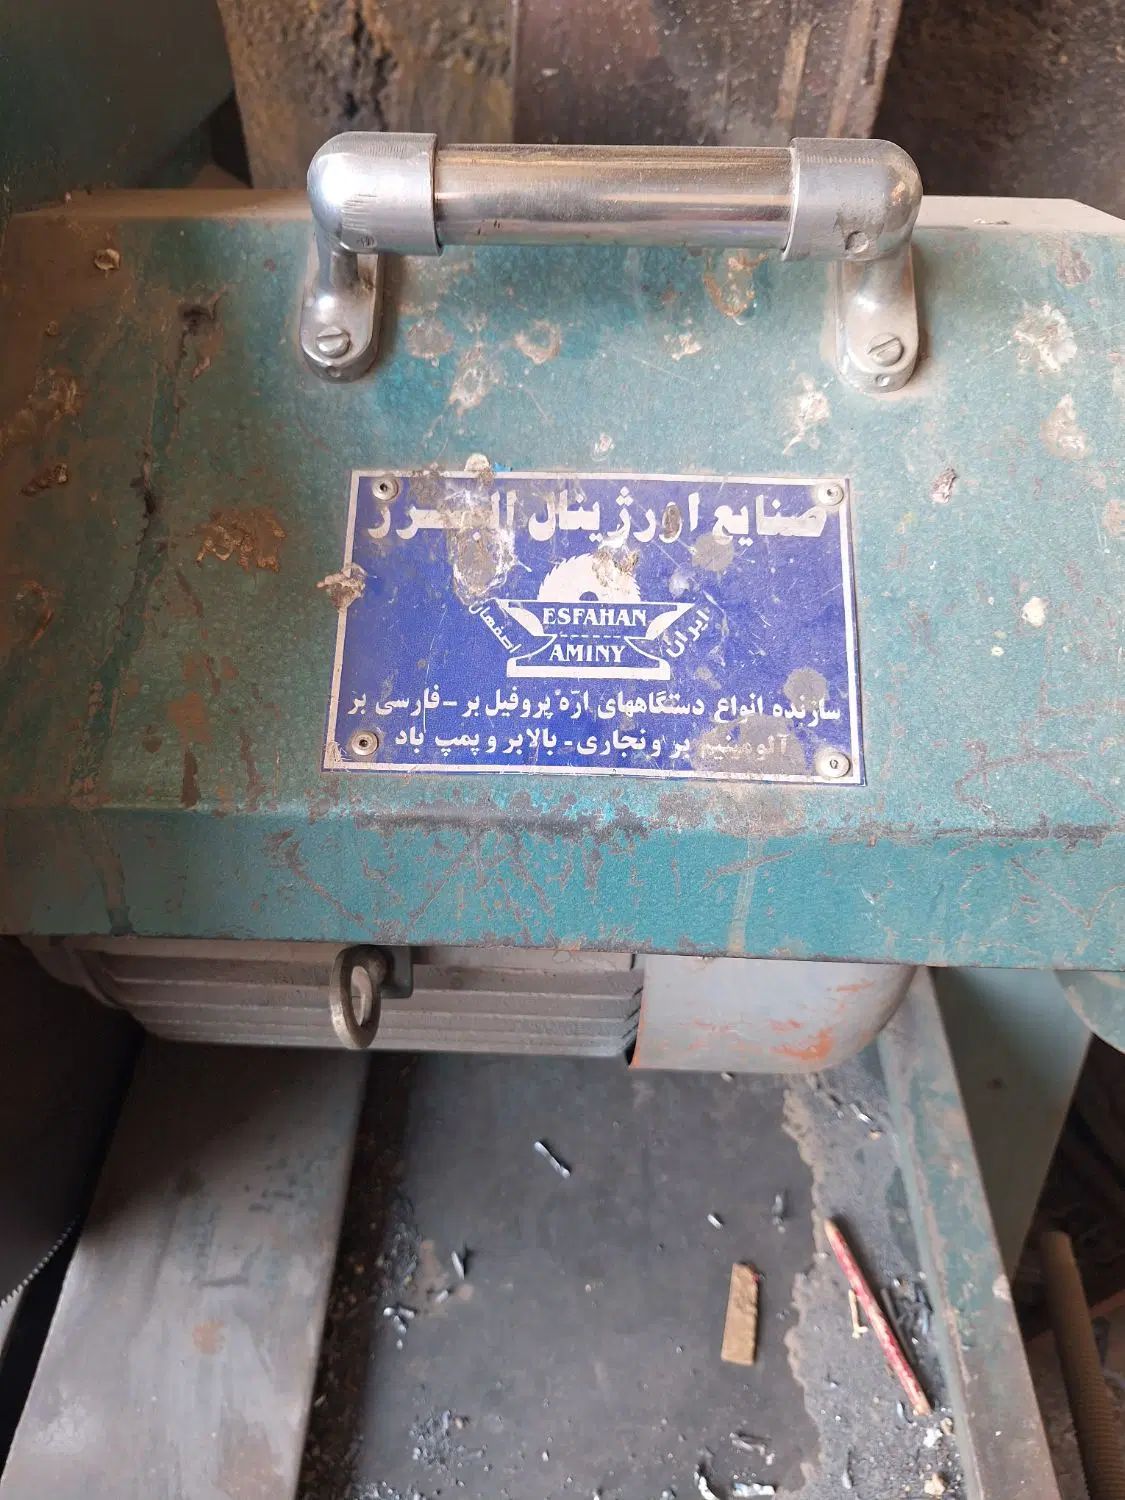 صنایع اورژینال البرز
ESFAHAN
AMINY
اصفهان
ایران
سازنده انواع دستگاههای اره پروفیل بر - فارسی بر
آلومینیم بر و نجاری - بالابر و پمپ باد